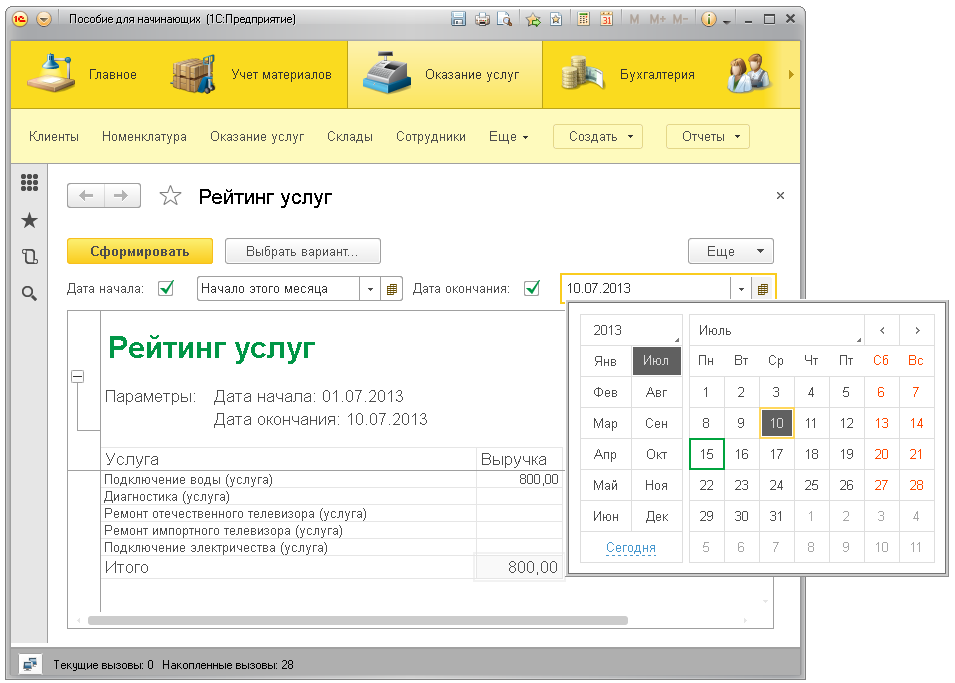 1С Пособие для начинающих (1С:Предприятие) 31 M M+ M-
Главное Учет материалов Оказание услуг Бухгалтерия
Клиенты Номенклатура Оказание услуг Склады Сотрудники Еще Создать Отчеты
Рейтинг услуг
Сформировать Выбрать вариант... Еще
Дата начала: Начало этого месяца Дата окончания: 10.07.2013
Рейтинг услуг
Параметры: Дата начала: 01.07.2013
Дата окончания: 10.07.2013
Услуга Выручка
Подключение воды (услуга) 800,00
Диагностика (услуга)
Ремонт отечественного телевизора (услуга)
Ремонт импортного телевизора (услуга)
Подключение электричества (услуга)
Итого 800,00
2013 Июль
Янв Июл Пн Вт Ср Чт Пт Сб Вс
Фев Авг 1 2 3 4 5 6 7
Мар Сен 8 9 10 11 12 13 14
Апр Окт 15 16 17 18 19 20 21
Май Ноя 22 23 24 25 26 27 28
Июн Дек 29 30 31 1 2 3 4
Сегодня 5 6 7 8 9 10 11
Текущие вызовы: 0 Накопленные вызовы: 28